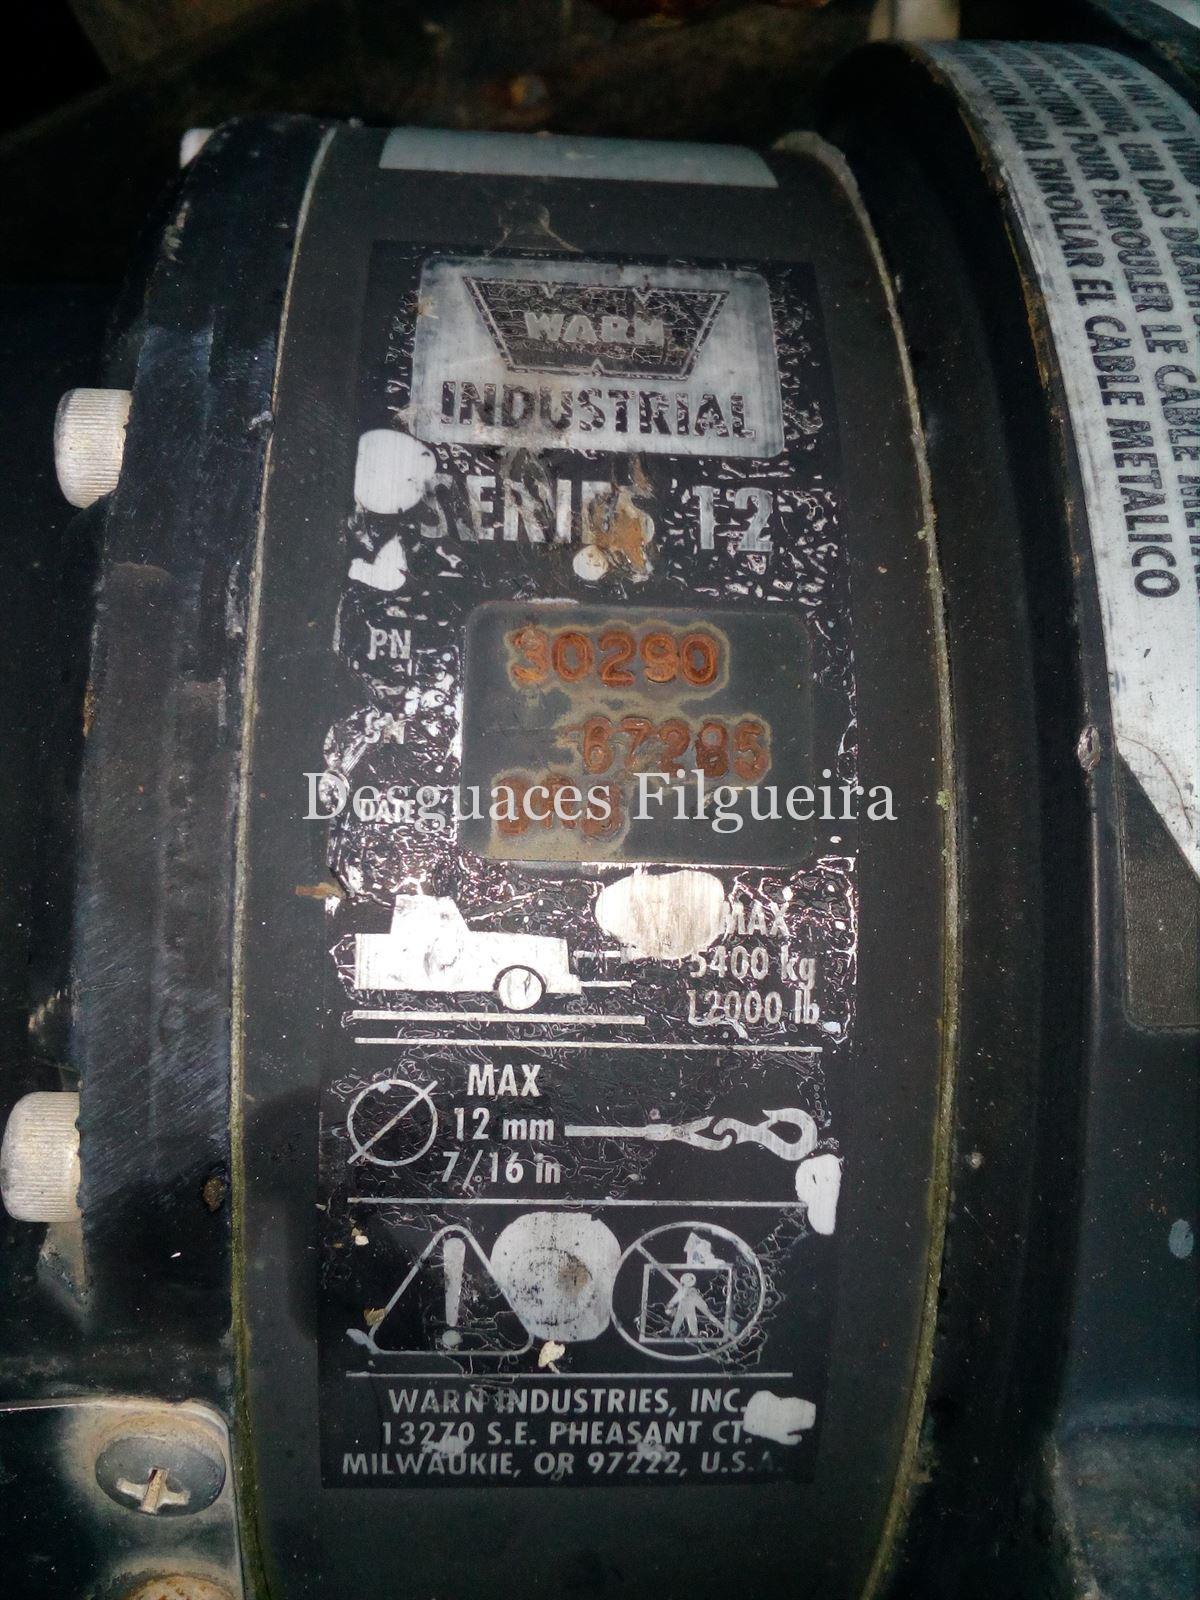 WARN
INDUSTRIAL
SERIES 12
PN 30290
SN 67285
DATE
Desguaces Filgueira
MAX
5400 kg
12000 lb
MAX
12 mm
7/16 in
WARN INDUSTRIES, INC.
13270 S.E. PHEASANT CT.
MILWAUKIE, OR 97222, U.S.A.
POUR ENROULER LE CABLE
PARA ENROLLAR EL CABLE METALICO